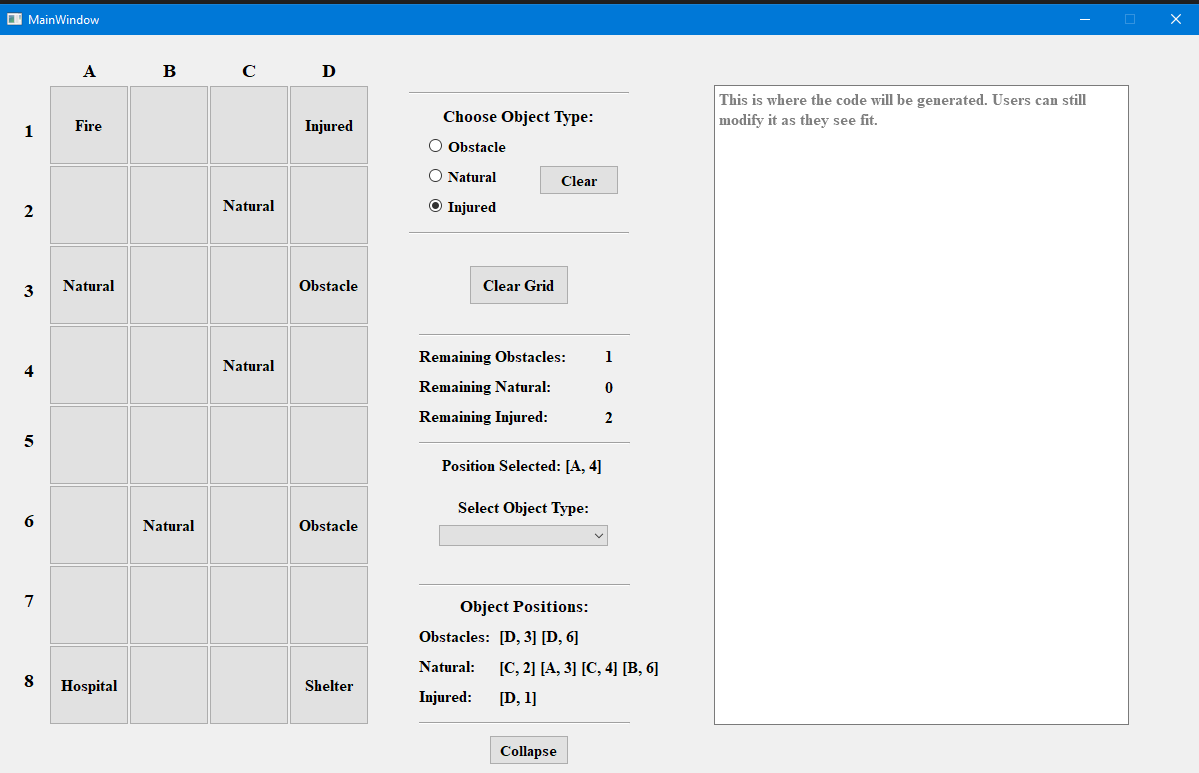 MainWindow
A B C D
1 Fire Injured
2 Natural
3 Natural Obstacle
4 Natural
5
6 Natural Obstacle
7
8 Hospital Shelter
Choose Object Type:
Obstacle
Natural
Injured
Clear
Clear Grid
Remaining Obstacles: 1
Remaining Natural: 0
Remaining Injured: 2
Position Selected: [A, 4]
Select Object Type:
Object Positions:
Obstacles: [D, 3] [D, 6]
Natural: [C, 2] [A, 3] [C, 4] [B, 6]
Injured: [D, 1]
Collapse
This is where the code will be generated. Users can still
modify it as they see fit.